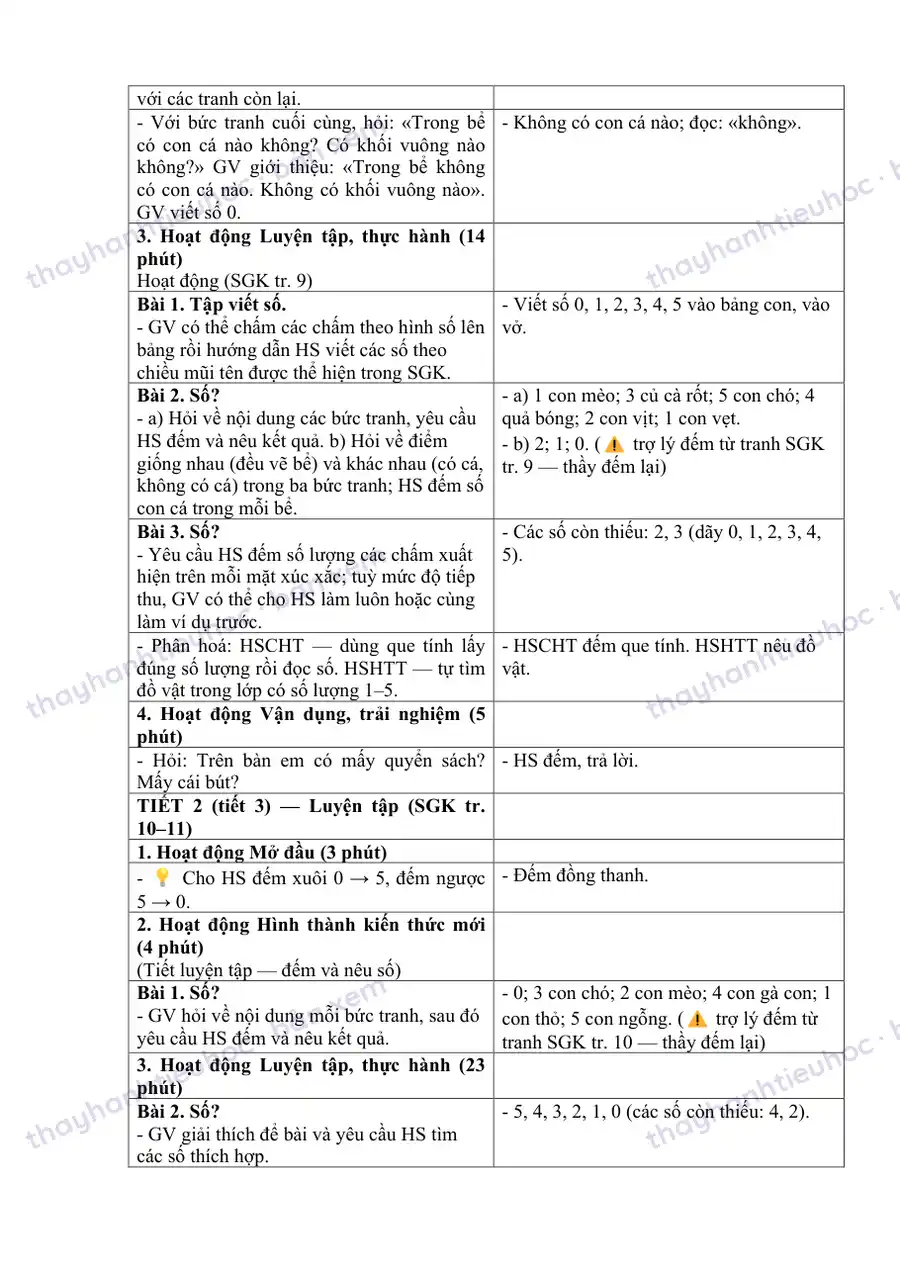 với các tranh còn lại.
- Với bức tranh cuối cùng, hỏi: «Trong bể
có con cá nào không? Có khối vuông nào
không?» GV giới thiệu: «Trong bể không
có con cá nào. Không có khối vuông nào».
GV viết số 0.
- Không có con cá nào; đọc: «không».
3. Hoạt động Luyện tập, thực hành (14
phút)
Hoạt động (SGK tr. 9)
Bài 1. Tập viết số.
- GV có thể chấm các chấm theo hình số lên
bảng rồi hướng dẫn HS viết các số theo
chiều mũi tên được thể hiện trong SGK.
- Viết số 0, 1, 2, 3, 4, 5 vào bảng con, vào
vở.
Bài 2. Số?
- a) Hỏi về nội dung các bức tranh, yêu cầu
HS đếm và nêu kết quả. b) Hỏi về điểm
giống nhau (đều vẽ bể) và khác nhau (có cá,
không có cá) trong ba bức tranh; HS đếm số
con cá trong mỗi bể.
- a) 1 con mèo; 3 củ cà rốt; 5 con chó; 4
quả bóng; 2 con vịt; 1 con vẹt.
- b) 2; 1; 0. (⚠️ trợ lý đếm từ tranh SGK
tr. 9 — thầy đếm lại)
Bài 3. Số?
- Yêu cầu HS đếm số lượng các chấm xuất
hiện trên mỗi mặt xúc xắc; tuỳ mức độ tiếp
thu, GV có thể cho HS làm luôn hoặc cùng
làm ví dụ trước.
- Các số còn thiếu: 2, 3 (dãy 0, 1, 2, 3, 4,
5).
- Phân hoá: HSCHT — dùng que tính lấy
đúng số lượng rồi đọc số. HSHTT — tự tìm
đồ vật trong lớp có số lượng 1–5.
- HSCHT đếm que tính. HSHTT nêu đồ
vật.
4. Hoạt động Vận dụng, trải nghiệm (5
phút)
- Hỏi: Trên bàn em có mấy quyển sách?
Mấy cái bút?
- HS đếm, trả lời.
TIẾT 2 (tiết 3) — Luyện tập (SGK tr.
10–11)
1. Hoạt động Mở đầu (3 phút)
- 💡 Cho HS đếm xuôi 0 → 5, đếm ngược
5 → 0.
- Đếm đồng thanh.
2. Hoạt động Hình thành kiến thức mới
(4 phút)
(Tiết luyện tập — đếm và nêu số)
Bài 1. Số?
- GV hỏi về nội dung mỗi bức tranh, sau đó
yêu cầu HS đếm và nêu kết quả.
- 0; 3 con chó; 2 con mèo; 4 con gà con; 1
con thỏ; 5 con ngỗng. (⚠️ trợ lý đếm từ
tranh SGK tr. 10 — thầy đếm lại)
3. Hoạt động Luyện tập, thực hành (23
phút)
Bài 2. Số?
- GV giải thích để bài và yêu cầu HS tìm
các số thích hợp.
- 5, 4, 3, 2, 1, 0 (các số còn thiếu: 4, 2).
thayhanhtieuhoc · bản xem
thayhanhtieuhoc · b
thayhanhtieuhoc · bản xem
thayhanhtieuhoc · b
thayhanhtieuhoc · bản xem
thayhanhtieuhoc · b